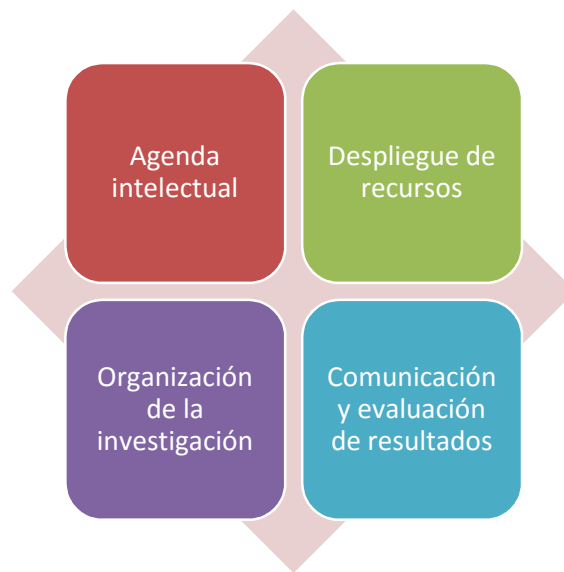 Agenda
intelectual
Despliegue de
recursos
Organización
de la
investigación
Comunicación
y evaluación
de resultados